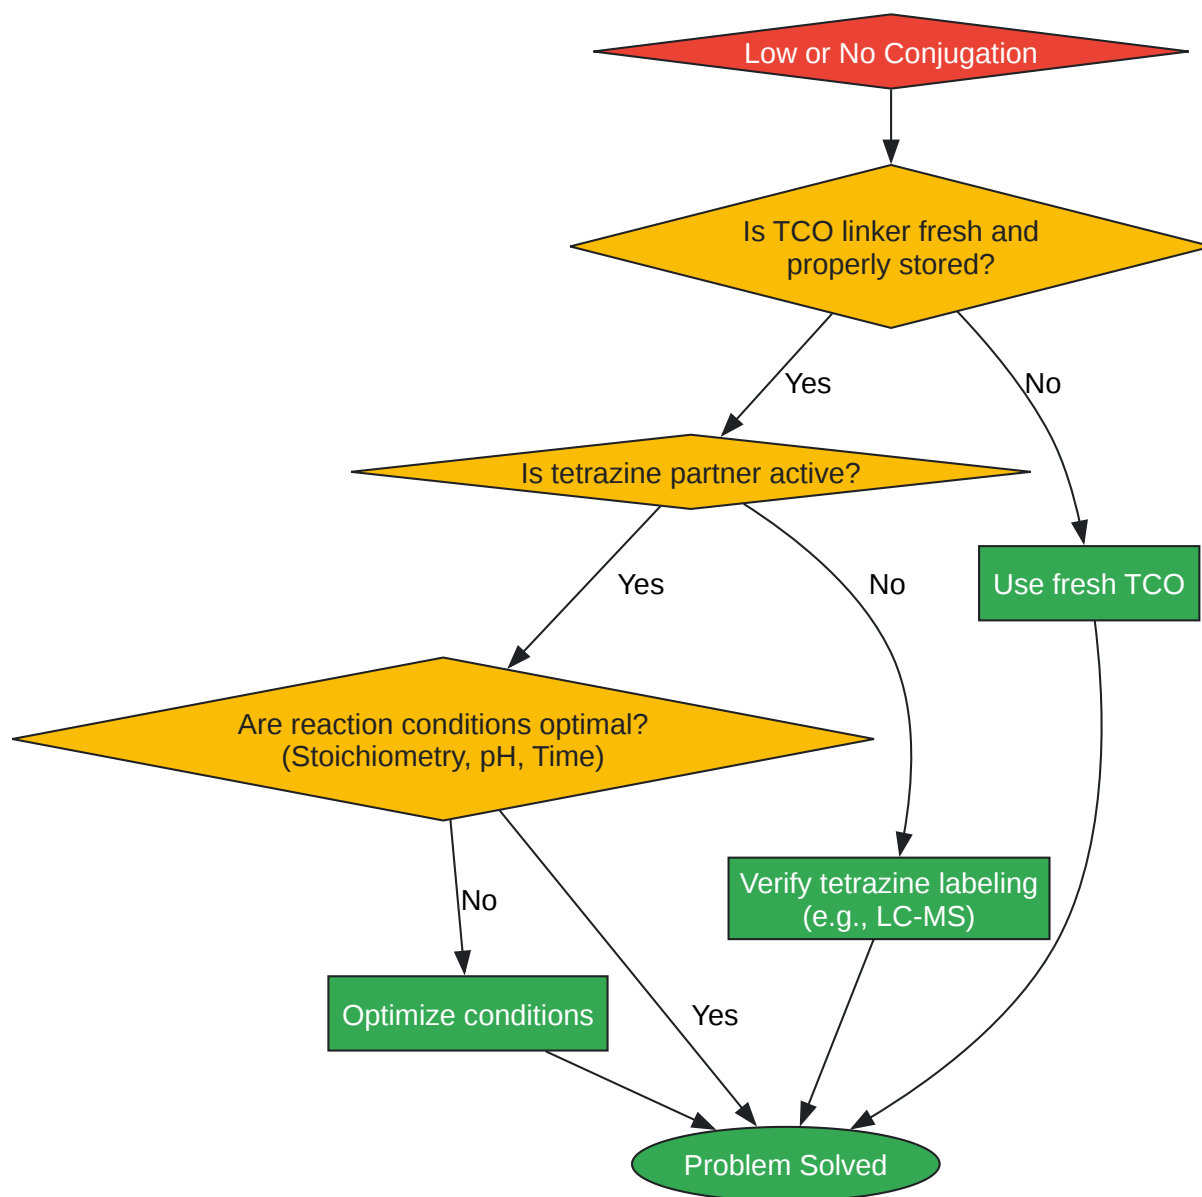 Low or No Conjugation
Is TCO linker fresh and
properly stored?
Yes
No
Is tetrazine partner active?
Yes
No
Use fresh TCO
Are reaction conditions optimal?
(Stoichiometry, pH, Time)
Verify tetrazine labeling
(e.g., LC-MS)
No
Optimize conditions
Yes
Problem Solved